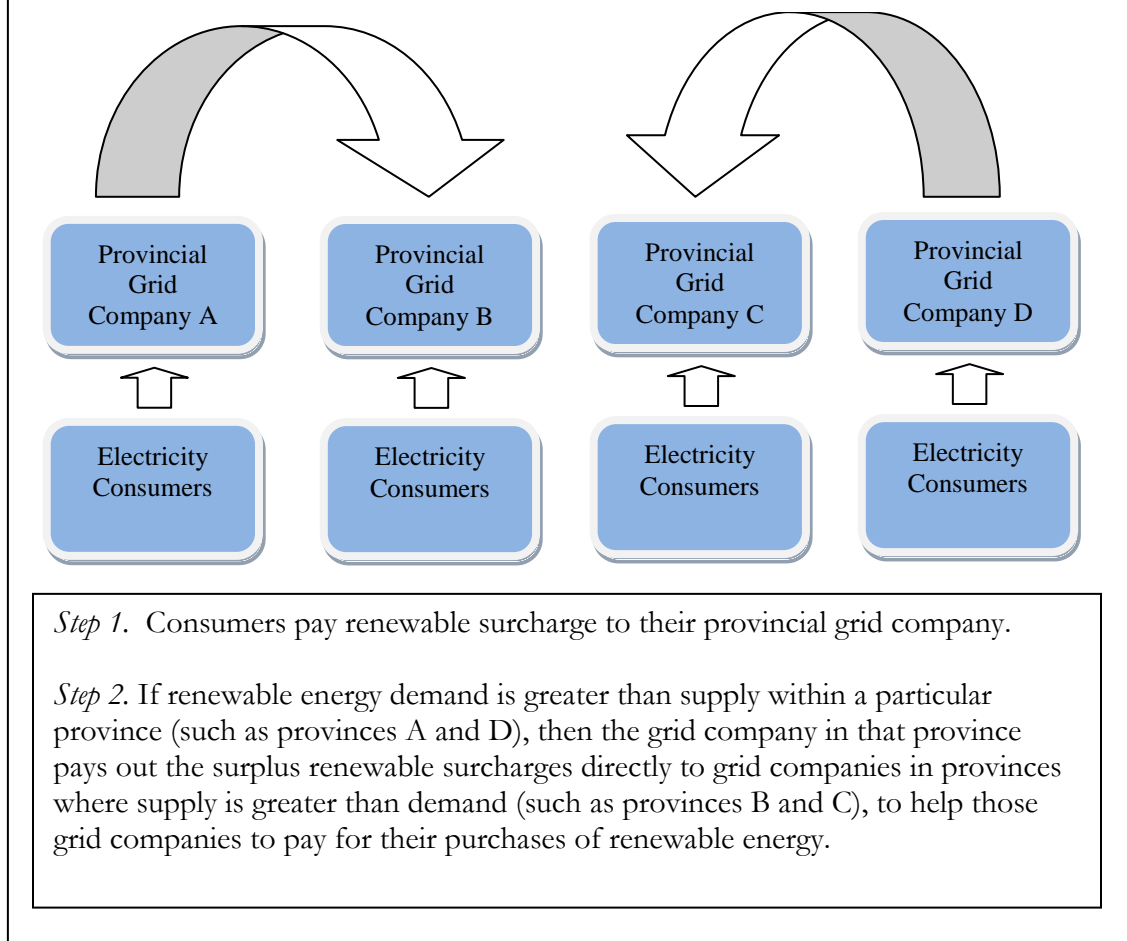 Provincial
Grid
Company A
Provincial
Grid
Company B
Provincial
Grid
Company C
Provincial
Grid
Company D
Electricity
Consumers
Electricity
Consumers
Electricity
Consumers
Electricity
Consumers
Step 1.  Consumers pay renewable surcharge to their provincial grid company.
Step 2. If renewable energy demand is greater than supply within a particular
province (such as provinces A and D), then the grid company in that province
pays out the surplus renewable surcharges directly to grid companies in provinces
where supply is greater than demand (such as provinces B and C), to help those
grid companies to pay for their purchases of renewable energy.